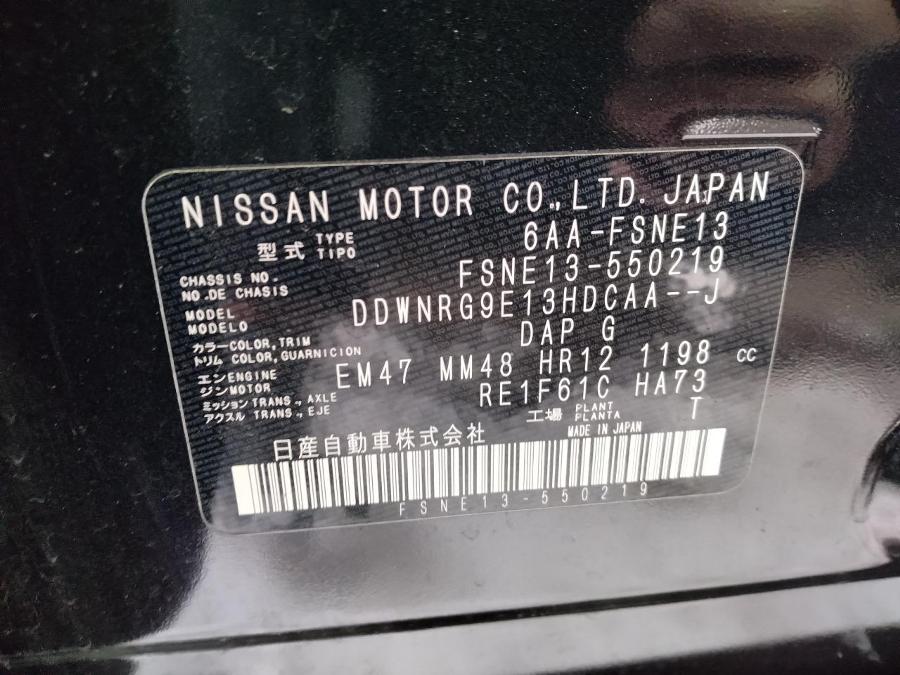 NISSAN MOTOR CO.,LTD. JAPAN
型式 TYPE TIPO 6AA-FSNE13
CHASSIS NO. NO.DE CHASIS FSNE13-550219
MODEL MODELO DDWNRG9E13HDCAA--J
カラー COLOR,TRIM トリム COLOR,GUARNICION DAP G
エンジン ENGINE MOTOR EM47 MM48 HR12 1198 CC
ミッション TRANS., AXLE アクスル TRANS., EJE RE1F61C HA73
工場 PLANT PLANTA T
日産自動車株式会社 MADE IN JAPAN
FSNE13-550219